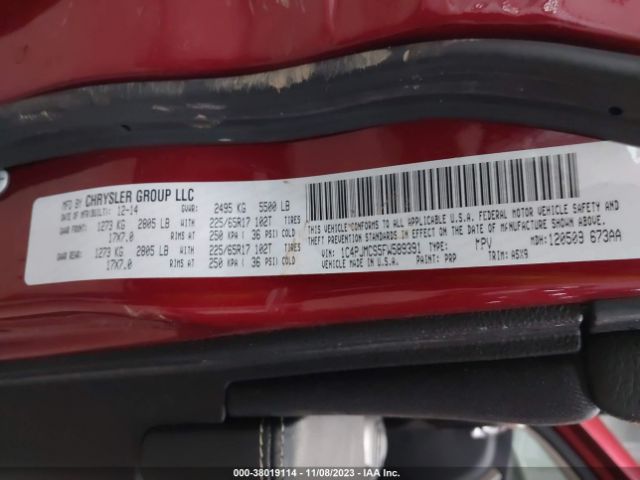 MFD BY CHRYSLER GROUP LLC
DATE OF MFR(BUILT): 12-14 GVWR: 2495 KG 5500 LB
GAWR FRONT: 1273 KG 2805 LB WITH 225/65R17 102T TIRES
17X7.0 RIMS AT 250 KPA ( 36 PSI) COLD
GAWR REAR: 1273 KG 2805 LB WITH 225/65R17 102T TIRES
17X7.0 RIMS AT 250 KPA ( 36 PSI) COLD
THIS VEHICLE CONFORMS TO ALL APPLICABLE U.S.A. FEDERAL MOTOR VEHICLE SAFETY AND
THEFT PREVENTION STANDARDS IN EFFECT ON THE DATE OF MANUFACTURE SHOWN ABOVE.
VIN: 1C4PJMCS5FW589391 TYPE: MPV MDH: 120509 673AA
VEHICLE MADE IN U.S.A. PAINT: PRP TRIM: A5X9
000-38019114 - 11/08/2023 - IAA Inc.